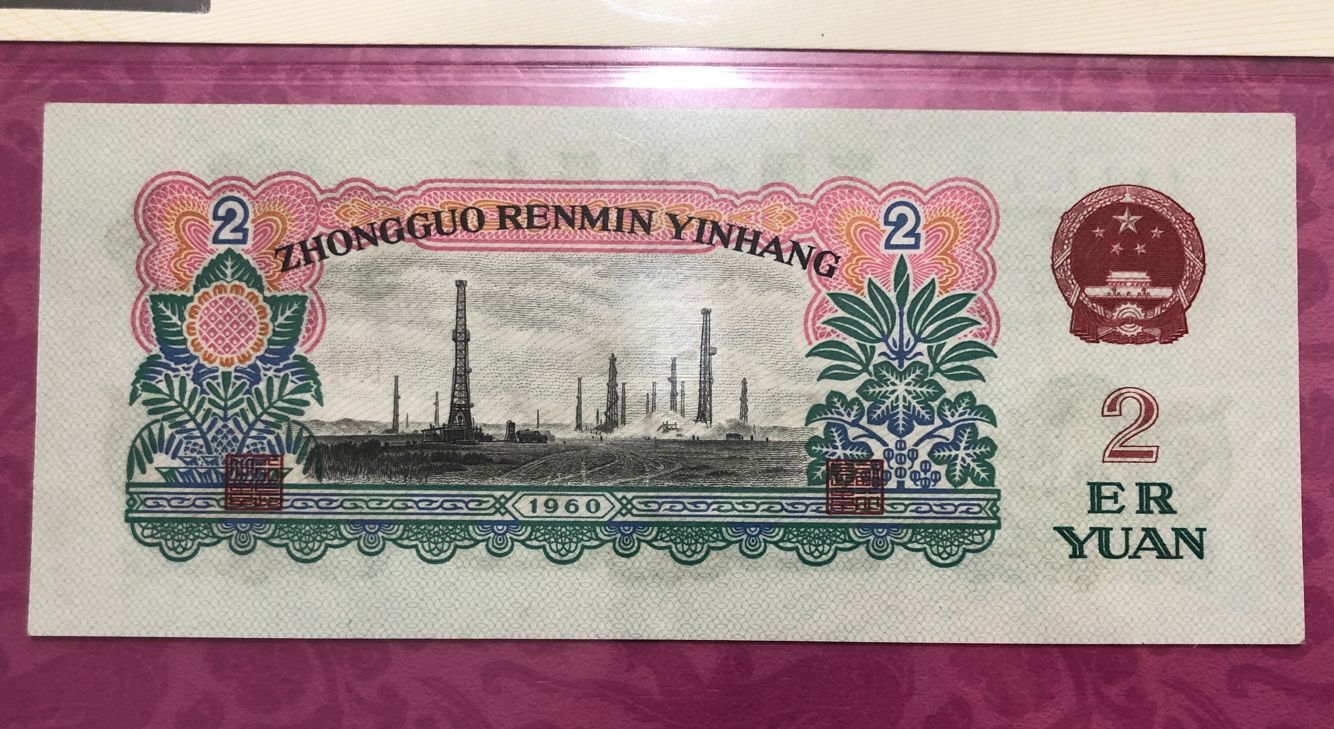 2
2
ZHONGGUO RENMIN YINHANG
1960
2
ER
YUAN